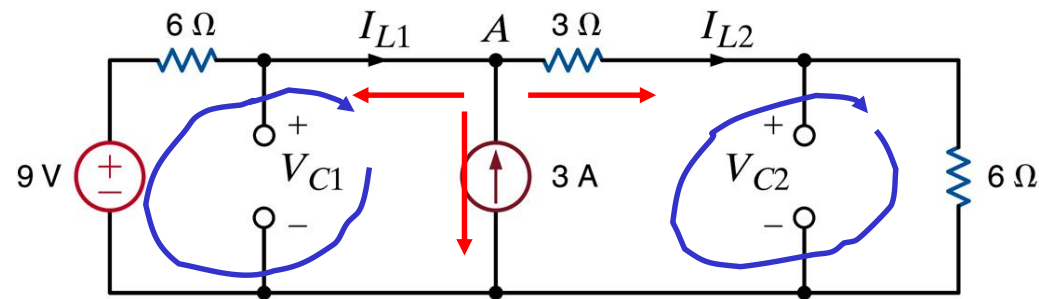 6 Ω
I_{L1}
A
3 Ω
I_{L2}
9 V
+
−
+
V_{C1}
−
3 A
+
V_{C2}
−
6 Ω